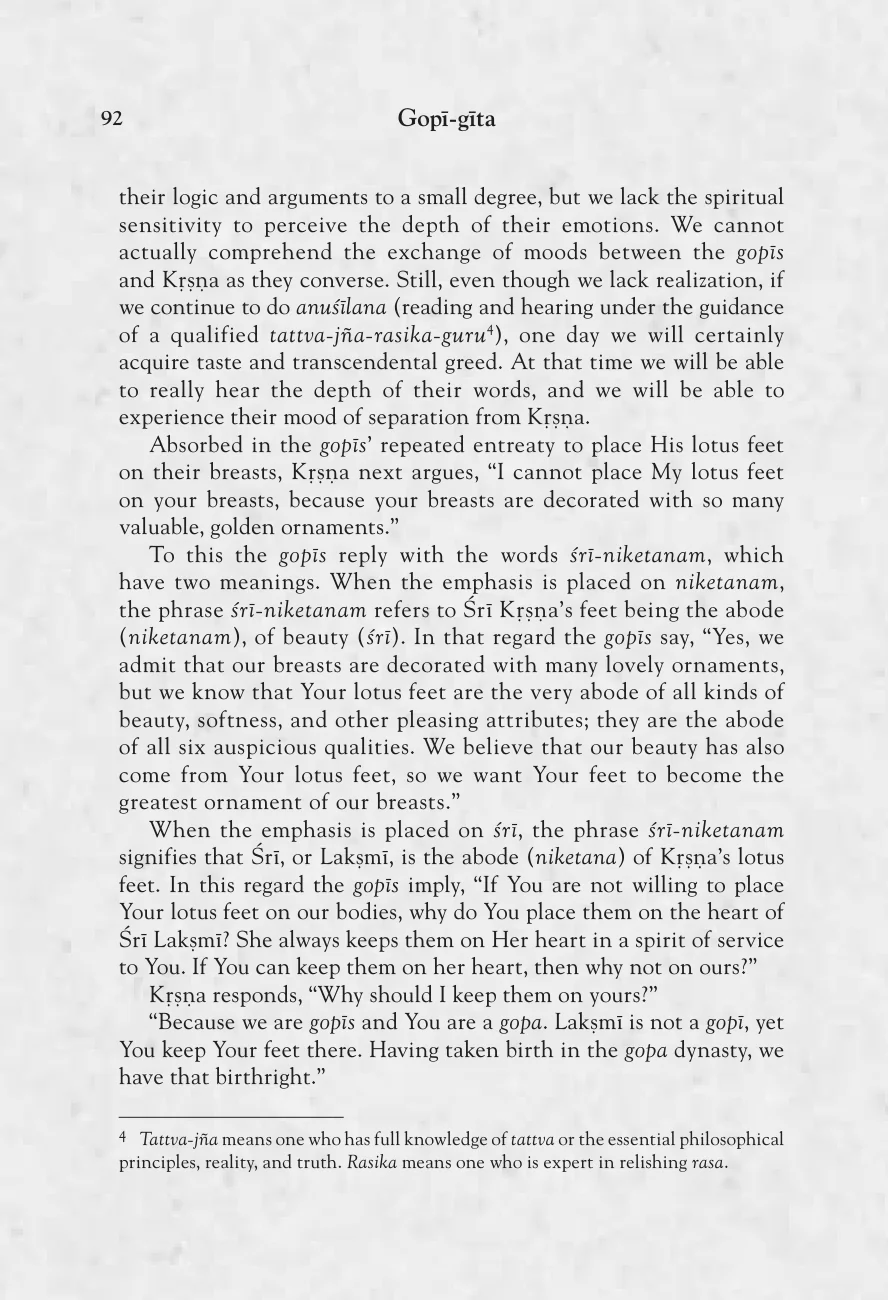 92
Gopī-gīta
their logic and arguments to a small degree, but we lack the spiritual
sensitivity to perceive the depth of their emotions. We cannot
actually comprehend the exchange of moods between the gopīs
and Kṛṣṇa as they converse. Still, even though we lack realization, if
we continue to do anuśīlana (reading and hearing under the guidance
of a qualified tattva-jña-rasika-guru4), one day we will certainly
acquire taste and transcendental greed. At that time we will be able
to really hear the depth of their words, and we will be able to
experience their mood of separation from Kṛṣṇa.
Absorbed in the gopīs’ repeated entreaty to place His lotus feet
on their breasts, Kṛṣṇa next argues, “I cannot place My lotus feet
on your breasts, because your breasts are decorated with so many
valuable, golden ornaments.”
To this the gopīs reply with the words śrī-niketanam, which
have two meanings. When the emphasis is placed on niketanam,
the phrase śrī-niketanam refers to Śrī Kṛṣṇa’s feet being the abode
(niketanam), of beauty (śrī). In that regard the gopīs say, “Yes, we
admit that our breasts are decorated with many lovely ornaments,
but we know that Your lotus feet are the very abode of all kinds of
beauty, softness, and other pleasing attributes; they are the abode
of all six auspicious qualities. We believe that our beauty has also
come from Your lotus feet, so we want Your feet to become the
greatest ornament of our breasts.”
When the emphasis is placed on śrī, the phrase śrī-niketanam
signifies that Śrī, or Lakṣmī, is the abode (niketana) of Kṛṣṇa’s lotus
feet. In this regard the gopīs imply, “If You are not willing to place
Your lotus feet on our bodies, why do You place them on the heart of
Śrī Lakṣmī? She always keeps them on Her heart in a spirit of service
to You. If You can keep them on her heart, then why not on ours?”
Kṛṣṇa responds, “Why should I keep them on yours?”
“Because we are gopīs and You are a gopa. Lakṣmī is not a gopī, yet
You keep Your feet there. Having taken birth in the gopa dynasty, we
have that birthright.”
4 Tattva-jña means one who has full knowledge of tattva or the essential philosophical
principles, reality, and truth. Rasika means one who is expert in relishing rasa.